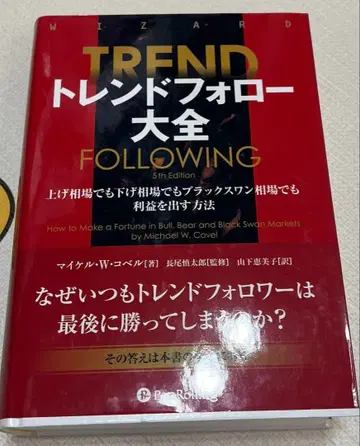 WIZARD
TREND
トレンドフォロー
大全
FOLLOWING
5th Edition
上げ相場でも下げ相場でもブラックスワン相場でも
利益を出す方法
How to Make a Fortune in Bull, Bear and Black Swan Markets
by Michael W. Covel
マイケル・W・コベル[著] 長尾慎太郎[監修] 山下恵美子[訳]
なぜいつもトレンドフォロワーは
最後に勝ってしまうのか?
その答えは本書の
Pan Rolling